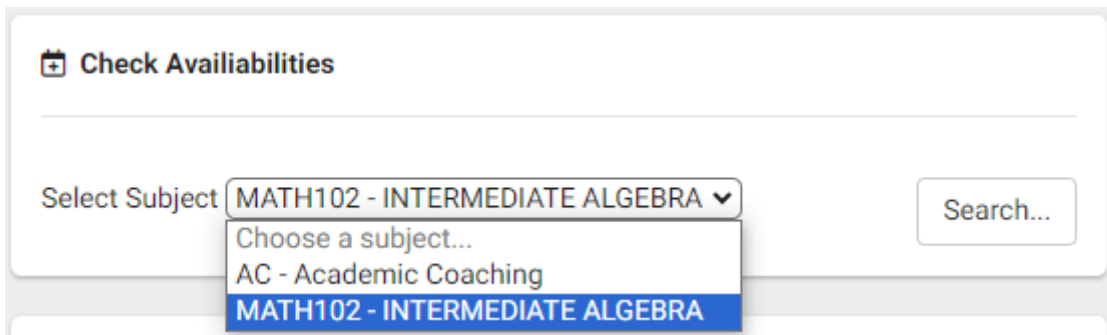 Check Availiabilities
Select Subject MATH102 - INTERMEDIATE ALGEBRA Search...
Choose a subject...
AC - Academic Coaching
MATH102 - INTERMEDIATE ALGEBRA